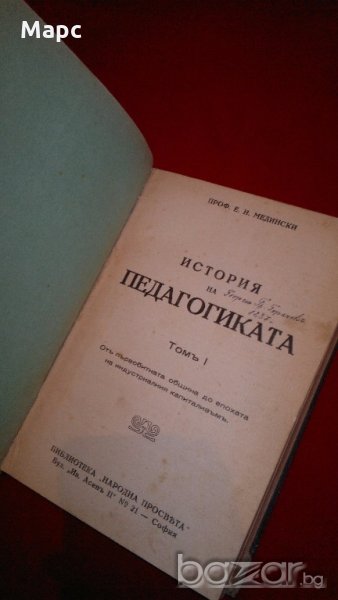 Марс
ПРОФ. Е. Н. МЕДИНСКИ
ИСТОРИЯ
НА
ПЕДАГОГИКАТА
Томъ I
Отъ първобитната община до епохата
на индустриалния капитализъмъ.
БИБЛИОТЕКА „НАРОДНА ПРОСВѢТА"
Бул. „Ив. Асенъ II" № 21 — София
bazar.bg